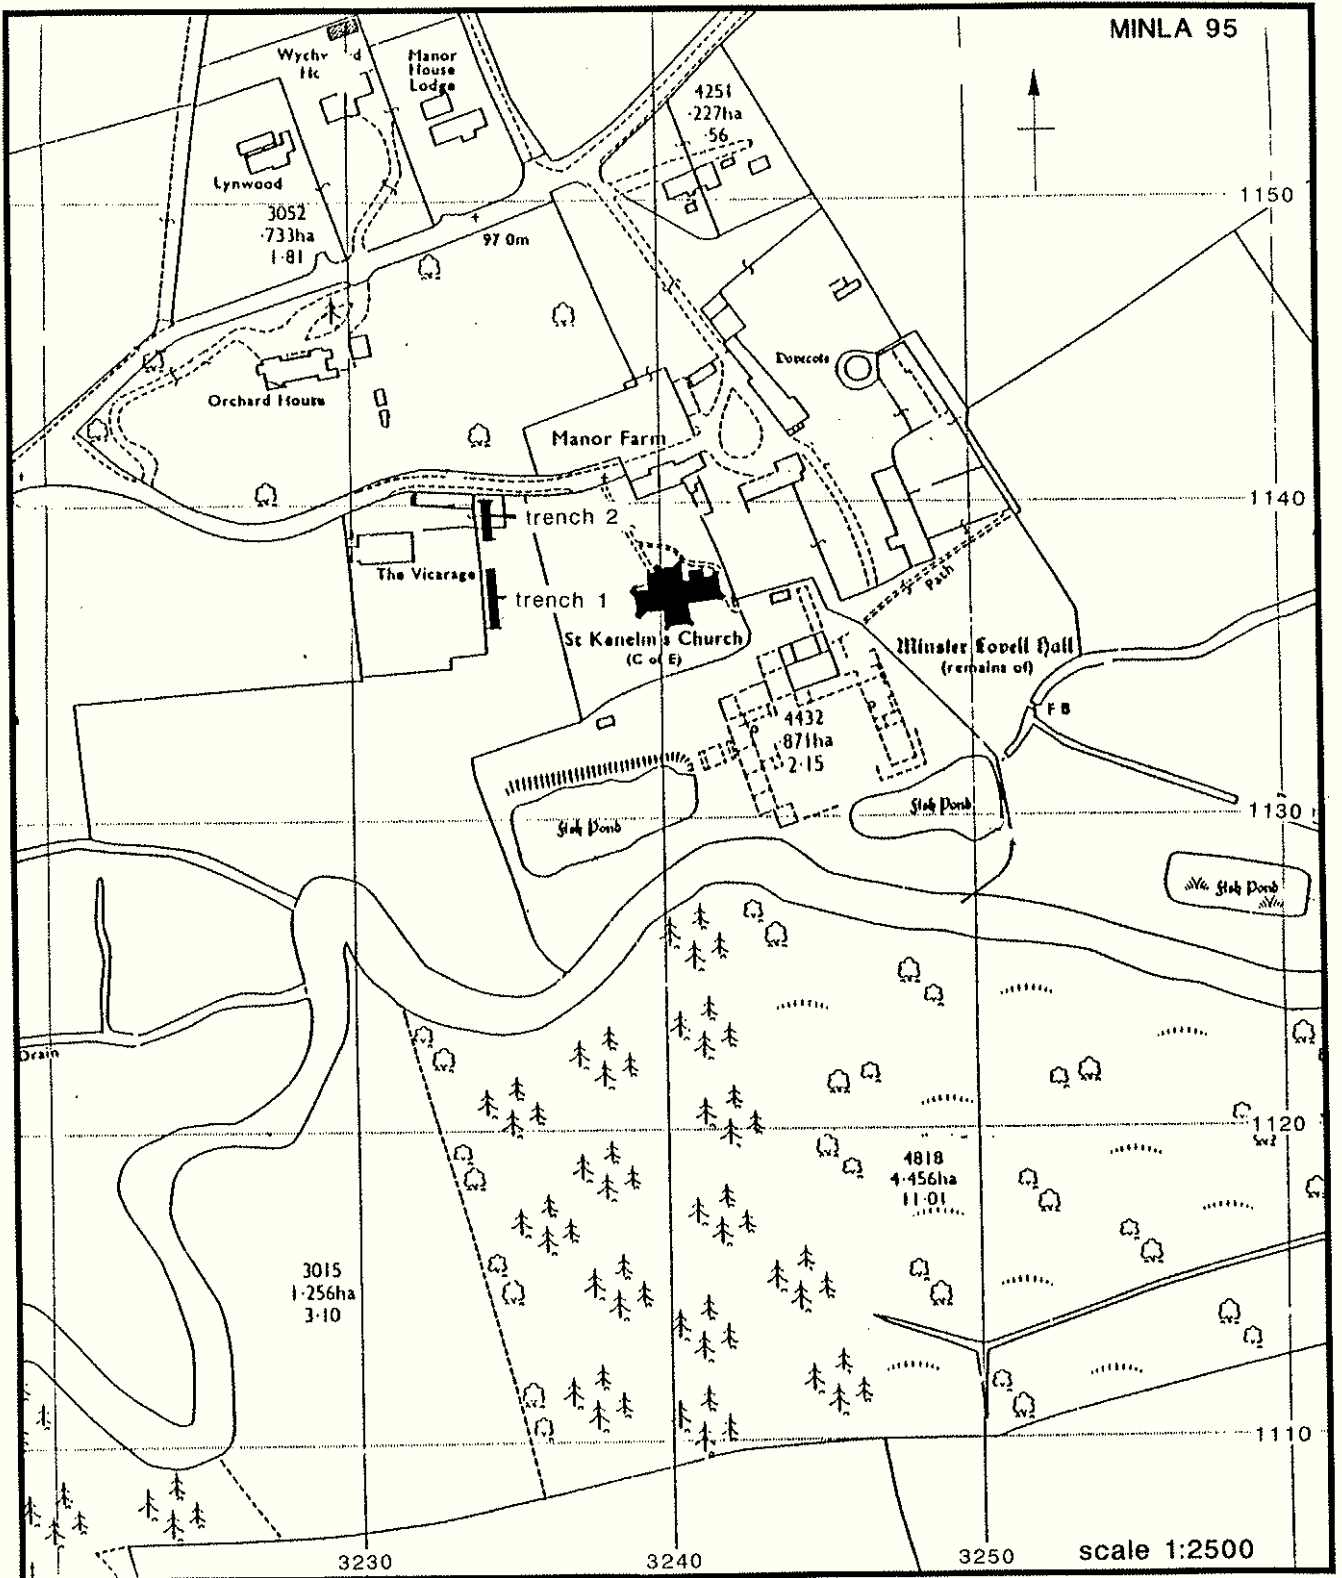 MINLA 95
Manor
House
Lodge
4251
·227ha
·56
Lynwood
3052
·733ha
1·81
97 0m
1150
Dovecote
Orchard House
Manor Farm
1140
trench 2
The Vicarage
trench 1
Path
St Kenelm s Church
(C of E)
Minster Lovell Hall
(remains of)
F B
P
P
4432
·871ha
2·15
1130
Fish Pond
Fish Pond
Fish Pond
Drain
1120
4818
4·456ha
11·01
3015
1·256ha
3·10
1110
3230
3240
3250
scale 1:2500